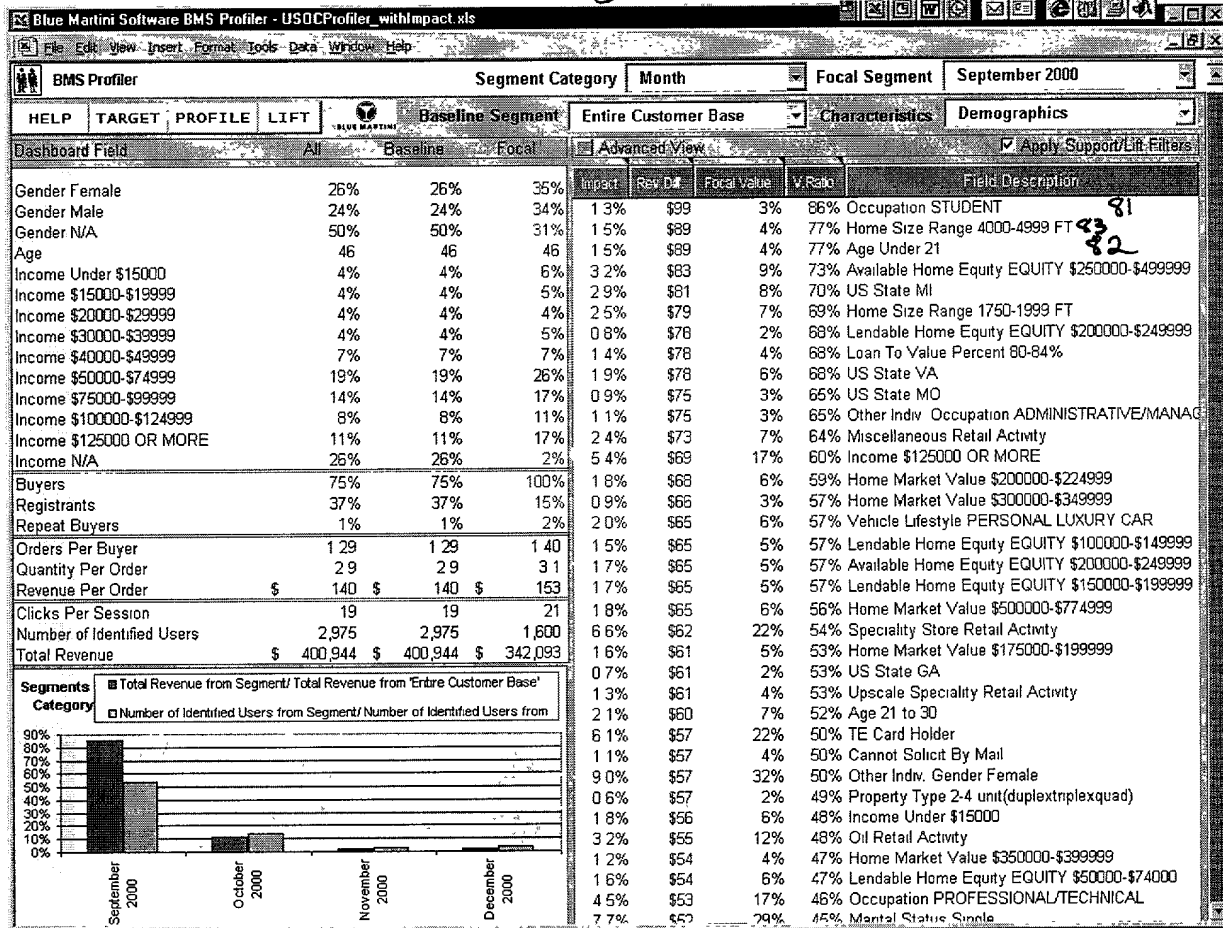 Blue Martini Software BMS Profiler - USOCProfiler_withImpact.xls
File Edit View Insert Format Tools Data Window Help
BMS Profiler Segment Category Month Focal Segment September 2000
HELP TARGET PROFILE LIFT BLUE MARTINI Baseline Segment Entire Customer Base Characteristics Demographics
Dashboard Field All Baseline Focal
Gender Female 26% 26% 35%
Gender Male 24% 24% 34%
Gender N/A 50% 50% 31%
Age 46 46 46
Income Under $15000 4% 4% 6%
Income $15000-$19999 4% 4% 5%
Income $20000-$29999 4% 4% 4%
Income $30000-$39999 4% 4% 5%
Income $40000-$49999 7% 7% 7%
Income $50000-$74999 19% 19% 26%
Income $75000-$99999 14% 14% 17%
Income $100000-$124999 8% 8% 11%
Income $125000 OR MORE 11% 11% 17%
Income N/A 26% 26% 2%
Buyers 75% 75% 100%
Registrants 37% 37% 15%
Repeat Buyers 1% 1% 2%
Orders Per Buyer 1 29 1 29 1 40
Quantity Per Order 2 9 2 9 3 1
Revenue Per Order $ 140 $ 140 $ 153
Clicks Per Session 19 19 21
Number of Identified Users 2,975 2,975 1,600
Total Revenue $ 400,944 $ 400,944 $ 342,093
Segments Category
Total Revenue from Segment/ Total Revenue from 'Entire Customer Base'
Number of Identified Users from Segment/ Number of Identified Users from
90%
80%
70%
60%
50%
40%
30%
20%
10%
0%
September 2000
October 2000
November 2000
December 2000
Advanced View Apply Support/Lift Filters
Impact Rev Diff Focal Value V.Ratio Field Description
1 3% $99 3% 86% Occupation STUDENT 81
1 5% $89 4% 77% Home Size Range 4000-4999 FT 83
1 5% $89 4% 77% Age Under 21 82
3 2% $83 9% 73% Available Home Equity EQUITY $250000-$499999
2 9% $81 8% 70% US State MI
2 5% $79 7% 69% Home Size Range 1750-1999 FT
0 8% $78 2% 68% Lendable Home Equity EQUITY $200000-$249999
1 4% $78 4% 68% Loan To Value Percent 80-84%
1 9% $78 6% 68% US State VA
0 9% $75 3% 65% US State MO
1 1% $75 3% 65% Other Indiv Occupation ADMINISTRATIVE/MANAG
2 4% $73 7% 64% Miscellaneous Retail Activity
5 4% $69 17% 60% Income $125000 OR MORE
1 8% $68 6% 59% Home Market Value $200000-$224999
0 9% $66 3% 57% Home Market Value $300000-$349999
2 0% $65 6% 57% Vehicle Lifestyle PERSONAL LUXURY CAR
1 5% $65 5% 57% Lendable Home Equity EQUITY $100000-$149999
1 7% $65 5% 57% Available Home Equity EQUITY $200000-$249999
1 7% $65 5% 57% Lendable Home Equity EQUITY $150000-$199999
1 8% $65 6% 56% Home Market Value $500000-$774999
6 6% $62 22% 54% Speciality Store Retail Activity
1 6% $61 5% 53% Home Market Value $175000-$199999
0 7% $61 2% 53% US State GA
1 3% $61 4% 53% Upscale Speciality Retail Activity
2 1% $60 7% 52% Age 21 to 30
6 1% $57 22% 50% TE Card Holder
1 1% $57 4% 50% Cannot Solicit By Mail
9 0% $57 32% 50% Other Indiv. Gender Female
0 6% $57 2% 49% Property Type 2-4 unit(duplextriplexquad)
1 8% $56 6% 48% Income Under $15000
3 2% $55 12% 48% Oil Retail Activity
1 2% $54 4% 47% Home Market Value $350000-$399999
1 6% $54 6% 47% Lendable Home Equity EQUITY $50000-$74000
4 5% $53 17% 46% Occupation PROFESSIONAL/TECHNICAL
7 7% $52 29% 45% Marital Status Single